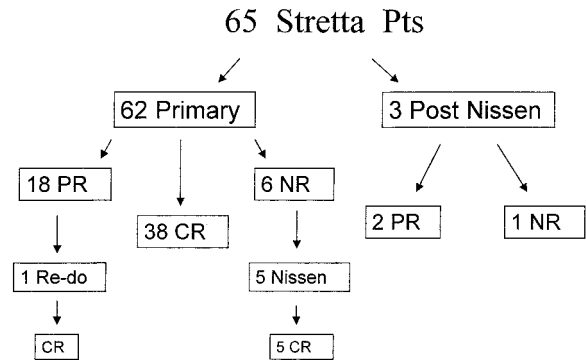 65 Stretta Pts
62 Primary
3 Post Nissen
18 PR
38 CR
6 NR
2 PR
1 NR
1 Re-do
5 Nissen
CR
5 CR